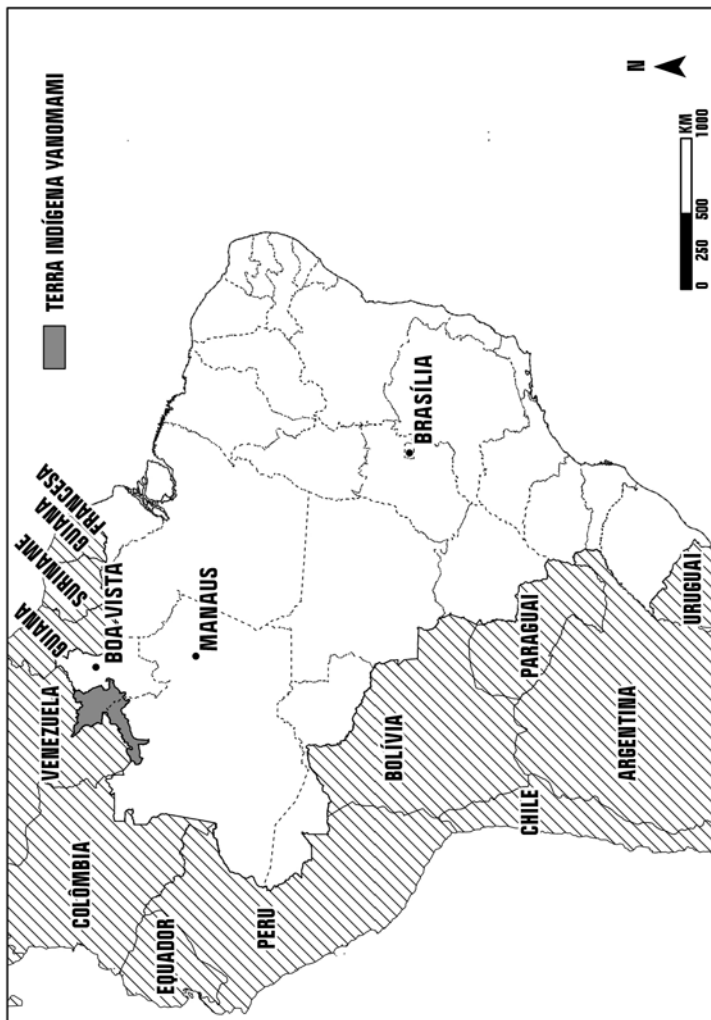 TERRA INDÍGENA YANOMAMI
GUIANA
FRANCESA
SURINAME
GUIANA
VENEZUELA
BOA VISTA
COLÔMBIA
MANAUS
EQUADOR
PERU
BRASÍLIA
BOLÍVIA
PARAGUAI
CHILE
ARGENTINA
URUGUAI
N
KM
0 250 500 1000